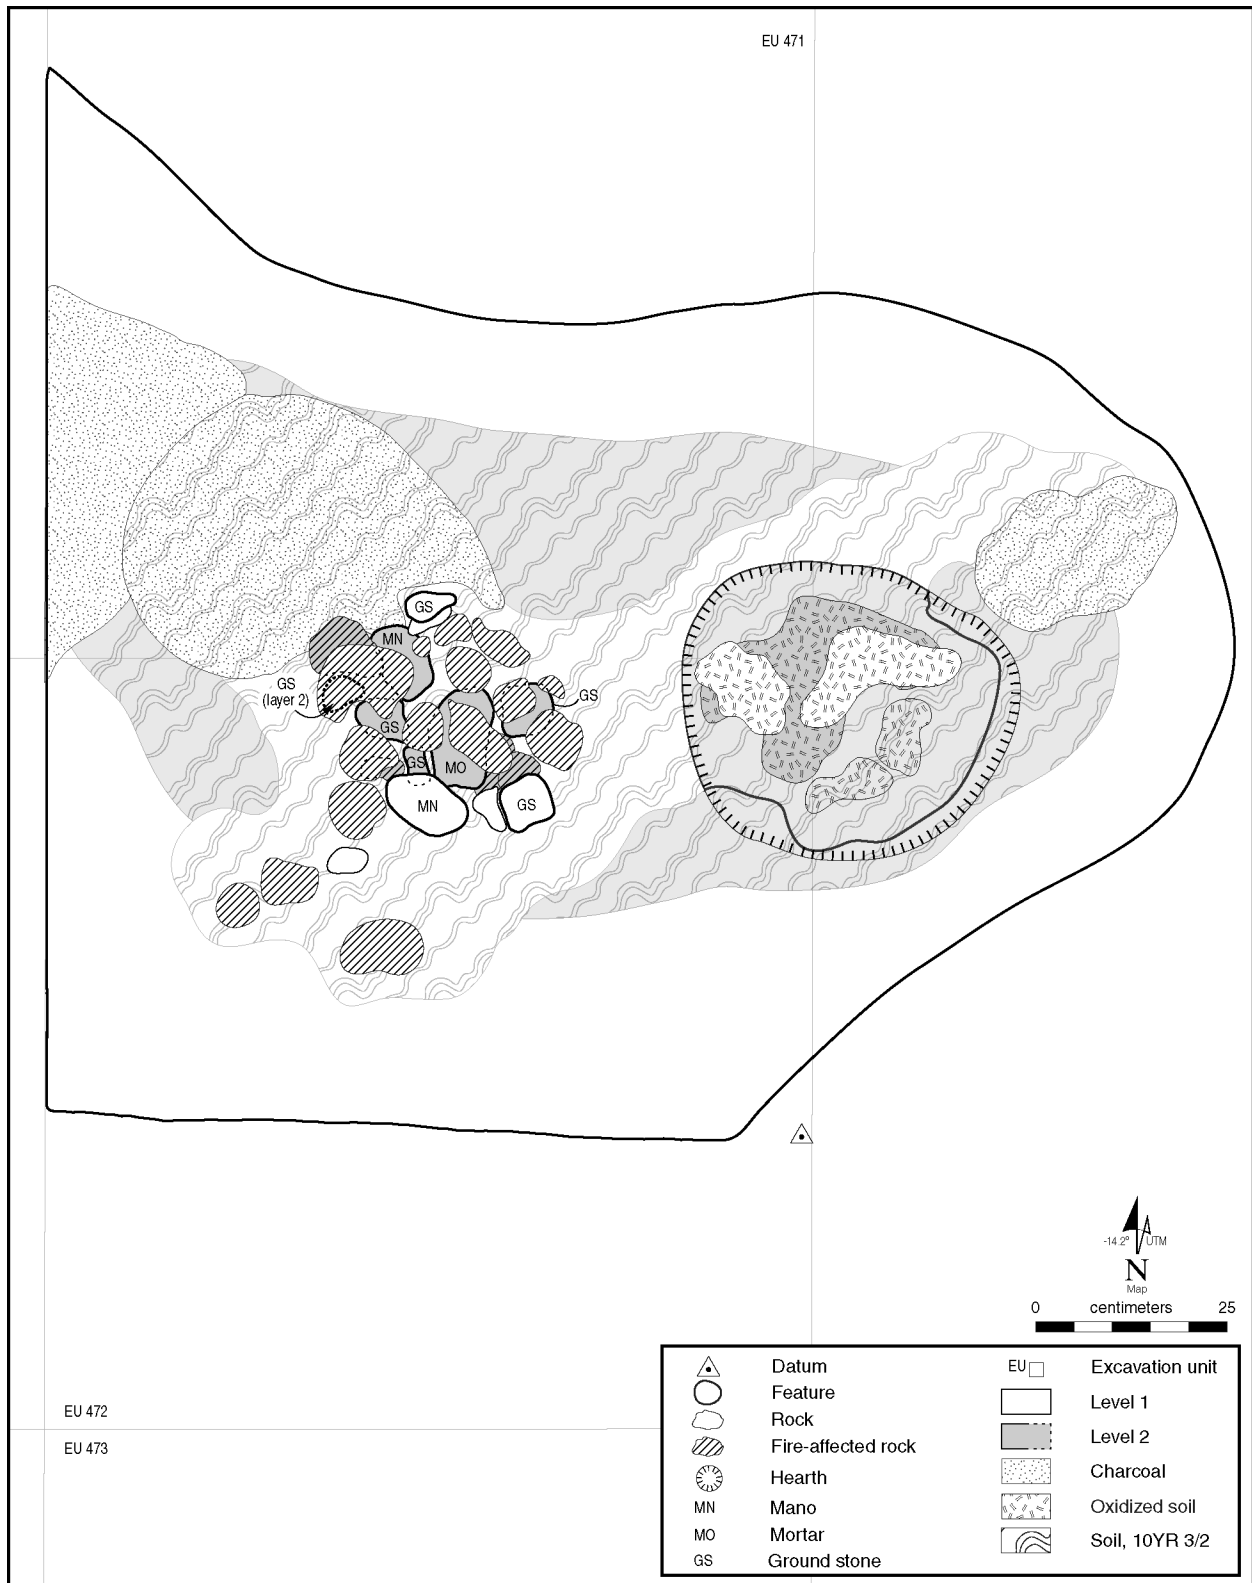 EU 471
GS
MN
GS
(layer 2)
GS
GS
GS
MO
MN
GS
-14.2°
UTM
N
Map
0 centimeters 25
EU 472
EU 473
Datum
Feature
Rock
Fire-affected rock
Hearth
MN Mano
MO Mortar
GS Ground stone
EU Excavation unit
Level 1
Level 2
Charcoal
Oxidized soil
Soil, 10YR 3/2